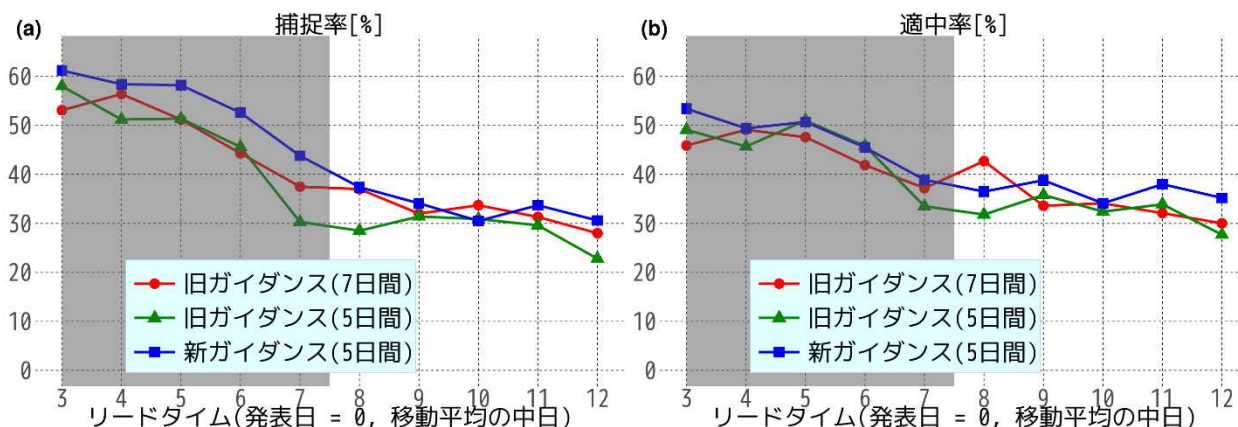 (a)
捕捉率[%]
60
50
40
30
20
10
0
旧ガイダンス(7日間)
旧ガイダンス(5日間)
新ガイダンス(5日間)
3 4 5 6 7 8 9 10 11 12
リードタイム(発表日 = 0, 移動平均の中日)
(b)
適中率[%]
60
50
40
30
20
10
0
旧ガイダンス(7日間)
旧ガイダンス(5日間)
新ガイダンス(5日間)
3 4 5 6 7 8 9 10 11 12
リードタイム(発表日 = 0, 移動平均の中日)